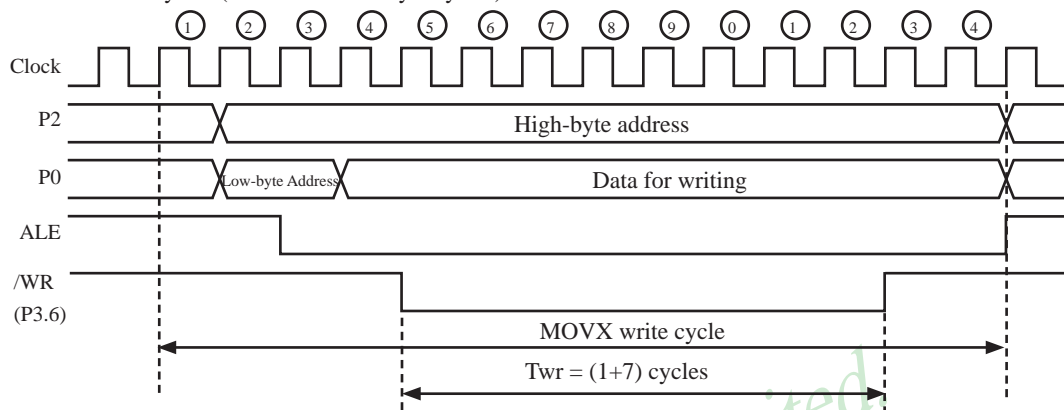 ① ② ③ ④ ⑤ ⑥ ⑦ ⑧ ⑨ ⓪ ① ② ③ ④
Clock
P2 High-byte address
P0 Low-byte Address Data for writing
ALE
/WR
(P3.6)
MOVX write cycle
Twr = (1+7) cycles